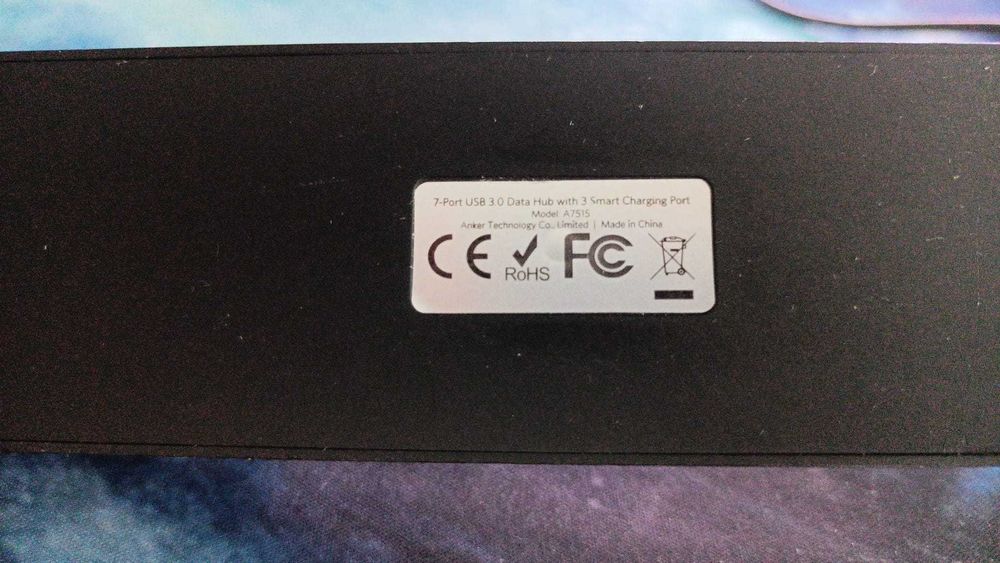 7-Port USB 3.0 Data Hub with 3 Smart Charging Port
Model: A7515
Anker Technology Co., Limited | Made in China
CE RoHS FC